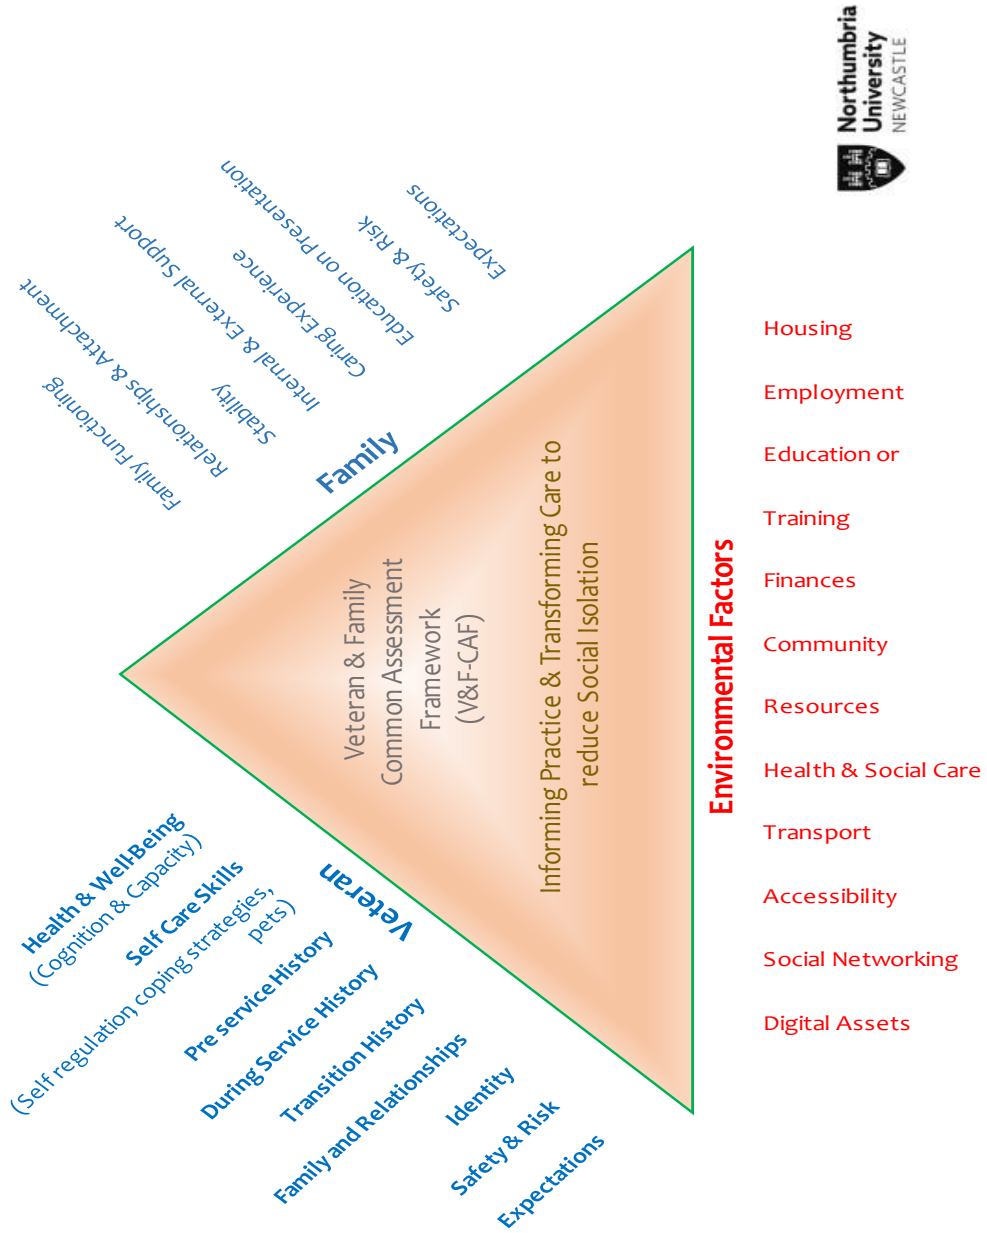 Northumbria
University
NEWCASTLE
Health & Well-Being
(Cognition & Capacity)
Self Care Skills
(Self regulation, coping strategies,
pets)
Pre service History
During Service History
Transition History
Family and Relationships
Identity
Safety & Risk
Expectations
Veteran
Family Functioning
Relationships & Attachment
Stability
Internal & External Support
Caring Experience
Education on Presentation
Safety & Risk
Expectations
Family
Veteran & Family
Common Assessment
Framework
(V&F-CAF)
Informing Practice & Transforming Care to
reduce Social Isolation
Environmental Factors
Housing
Employment
Education or
Training
Finances
Community
Resources
Health & Social Care
Transport
Accessibility
Social Networking
Digital Assets